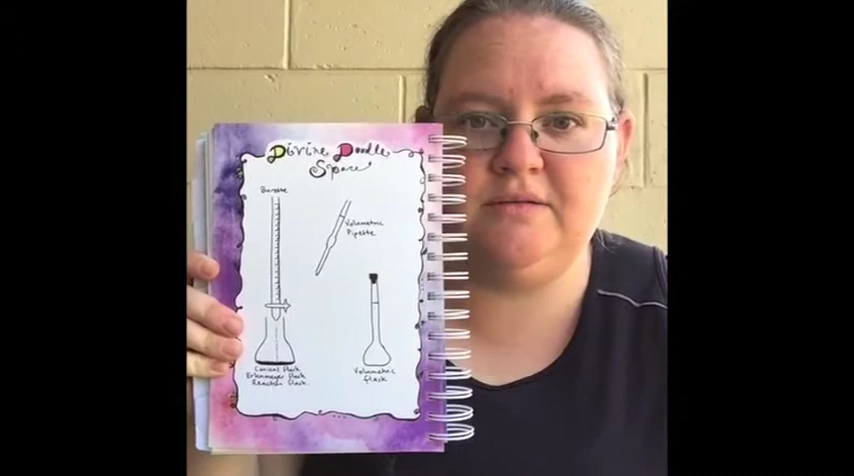 Divine Doodle
Space
Burette
Volumetric
Pipette
Conical Flask
Erlenmeyer Flask
Reaction Flask.
Volumetric
flask